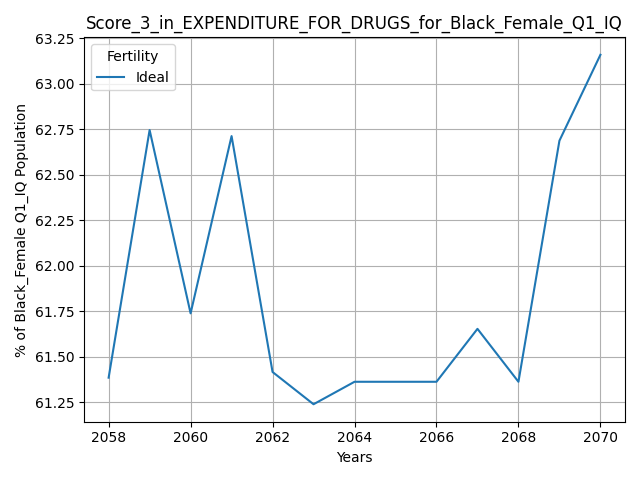 Score_3_in_EXPENDITURE_FOR_DRUGS_for_Black_Female_Q1_IQ
Fertility
Ideal
% of Black_Female Q1_IQ Population
63.25
63.00
62.75
62.50
62.25
62.00
61.75
61.50
61.25
2058 2060 2062 2064 2066 2068 2070
Years